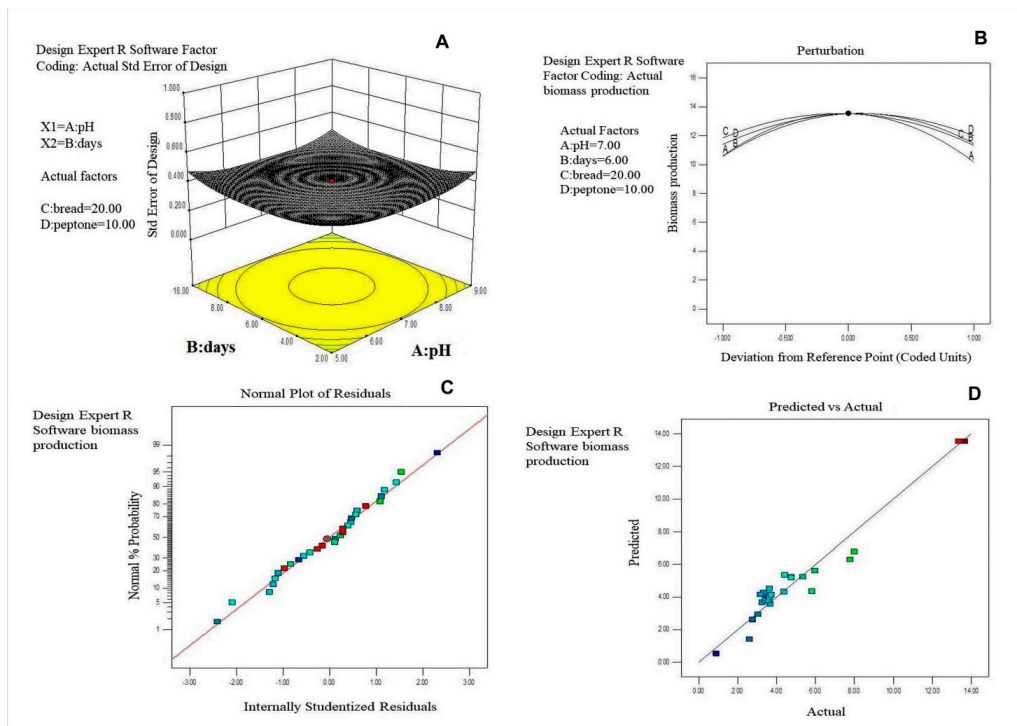 A
Design Expert R Software Factor
Coding: Actual Std Error of Design
X1=A:pH
X2=B:days
Actual factors
C:bread=20.00
D:peptone=10.00
Std Error of Design
1.000
0.800
0.600
0.400
0.200
0.000
10.00
8.00
6.00
4.00
2.00
5.00
6.00
7.00
8.00
9.00
B:days
A:pH
B
Perturbation
Design Expert R Software
Factor Coding: Actual
biomass production
Actual Factors
A:pH=7.00
B:days=6.00
C:bread=20.00
D:peptone=10.00
Biomass production
16
14
12
10
8
6
4
2
0
C
D
A
B
D
C
B
A
-1.000
-0.500
0.000
0.500
1.000
Deviation from Reference Point (Coded Units)
C
Normal Plot of Residuals
Design Expert R
Software biomass
production
Normal % Probability
99
95
90
80
70
50
30
20
10
5
1
-3.00
-2.00
-1.00
0.00
1.00
2.00
3.00
Internally Studentized Residuals
D
Predicted vs Actual
Design Expert R
Software biomass
production
Predicted
14.00
12.00
10.00
8.00
6.00
4.00
2.00
0.00
0.00
2.00
4.00
6.00
8.00
10.00
12.00
14.00
Actual